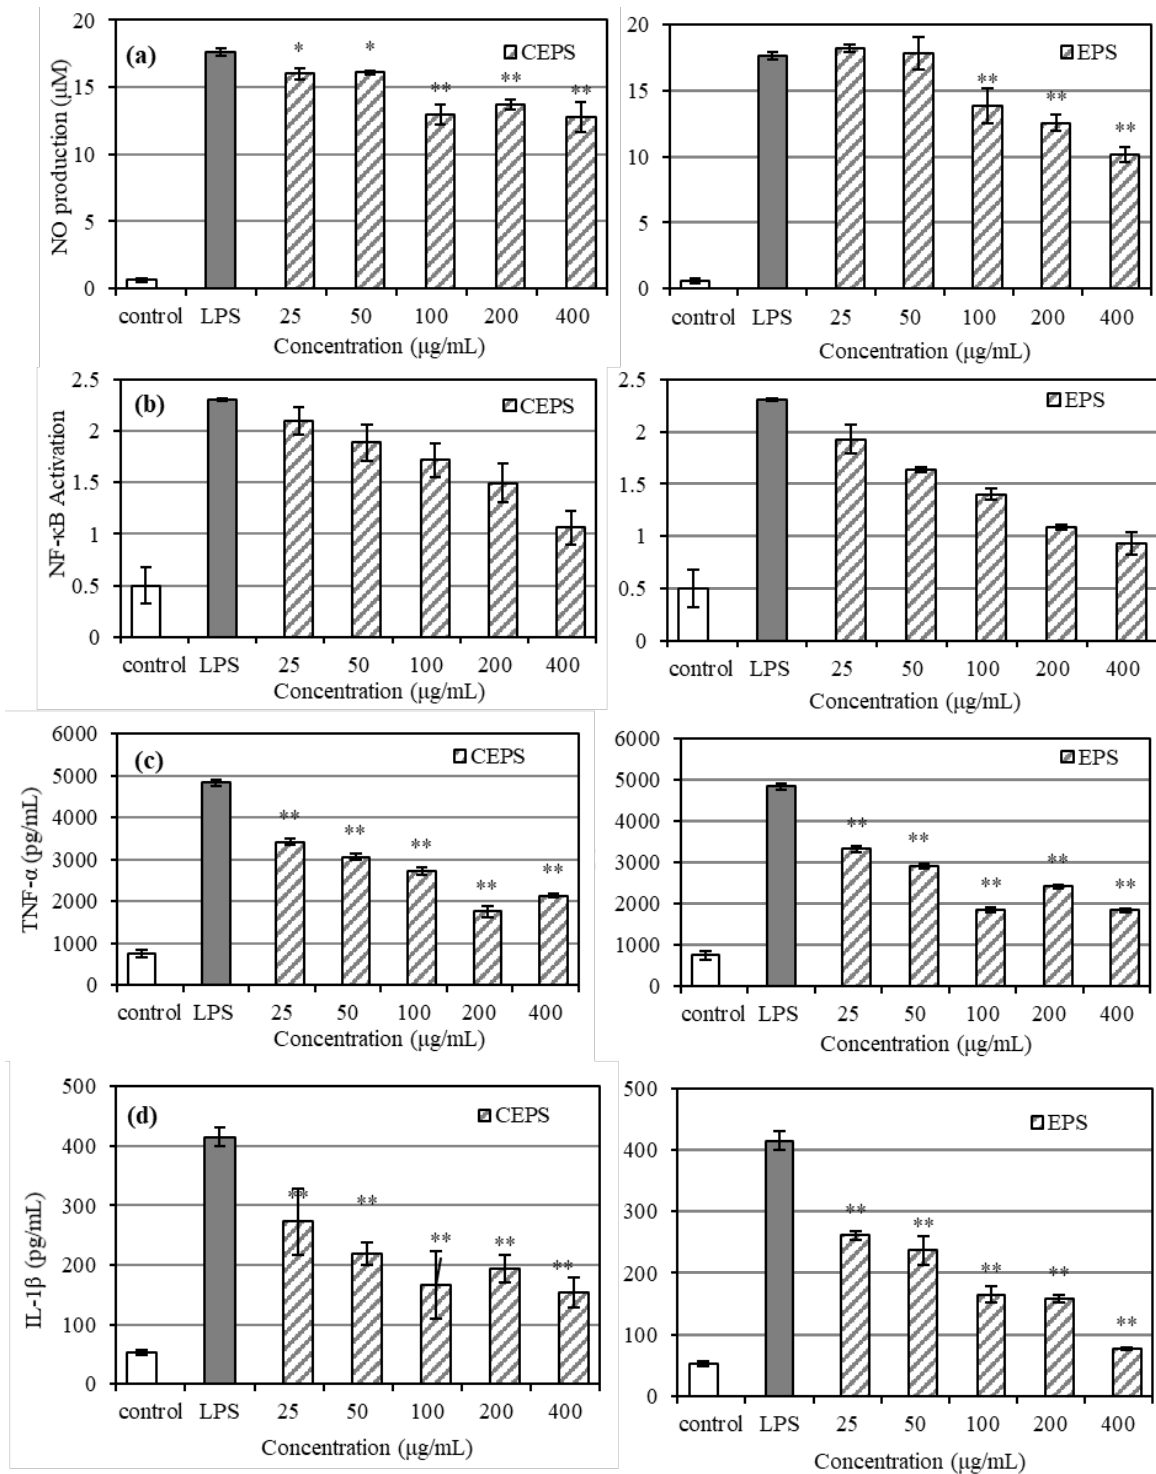 20
15
10
5
0
NO production (μM)
(a)
CEPS
*
*
**
**
**
control LPS 25 50 100 200 400
Concentration (μg/mL)
20
15
10
5
0
EPS
**
**
**
control LPS 25 50 100 200 400
Concentration (μg/mL)
2.5
2
1.5
1
0.5
0
NF-κB Activation
(b)
CEPS
control LPS 25 50 100 200 400
Concentration (μg/mL)
2.5
2
1.5
1
0.5
0
EPS
control LPS 25 50 100 200 400
Concentration (μg/mL)
6000
5000
4000
3000
2000
1000
0
TNF-α (pg/mL)
(c)
CEPS
**
**
**
**
**
control LPS 25 50 100 200 400
Concentration (μg/mL)
6000
5000
4000
3000
2000
1000
0
EPS
**
**
**
**
**
control LPS 25 50 100 200 400
Concentration (μg/mL)
500
400
300
200
100
0
IL-1β (pg/mL)
(d)
CEPS
**
**
**
**
**
control LPS 25 50 100 200 400
Concentration (μg/mL)
500
400
300
200
100
0
EPS
**
**
**
**
**
control LPS 25 50 100 200 400
Concentration (μg/mL)